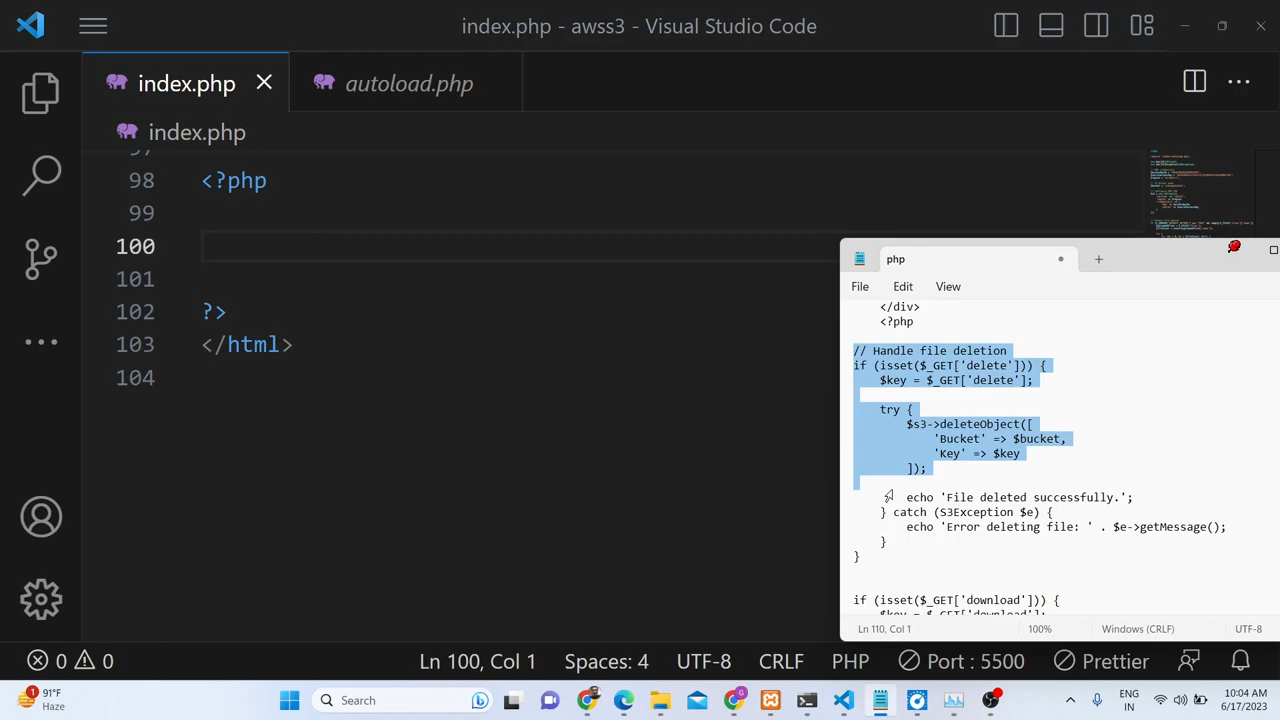 index.php - awss3 - Visual Studio Code
index.php
autoload.php
index.php
98 <?php
99
100
101
102 ?>
103 </html>
104
php
File Edit View
</div>
<?php
// Handle file deletion
if (isset($_GET['delete'])) {
$key = $_GET['delete'];
try {
$s3->deleteObject([
'Bucket' => $bucket,
'Key' => $key
]);
echo 'File deleted successfully.';
} catch (S3Exception $e) {
echo 'Error deleting file: ' . $e->getMessage();
}
}
if (isset($_GET['download'])) {
$key = $_GET['download'];
Ln 110, Col 1 100% Windows (CRLF) UTF-8
0 0 Ln 100, Col 1 Spaces: 4 UTF-8 CRLF PHP Port : 5500 Prettier
1
91°F
Haze
Search
ENG
IN
10:04 AM
6/17/2023